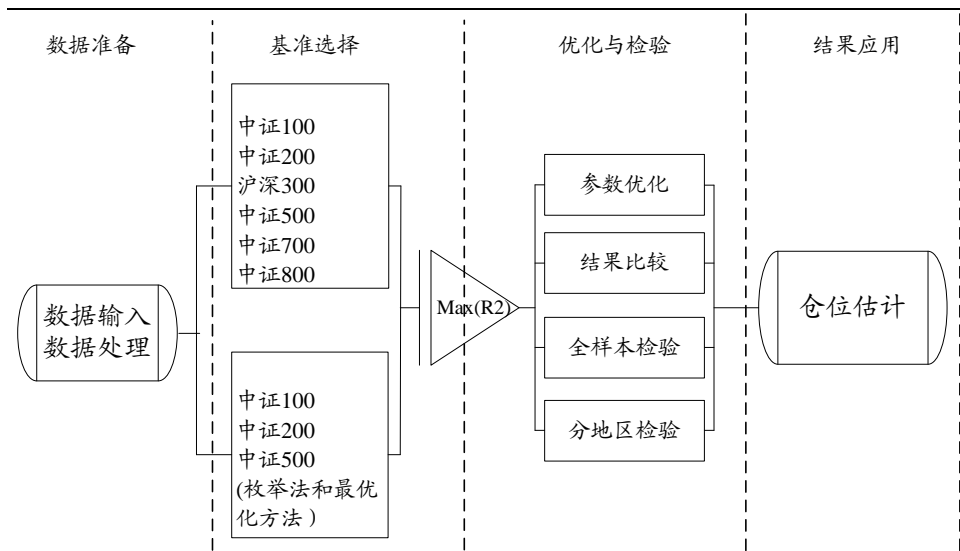 数据准备
基准选择
优化与检验
结果应用
数据输入
数据处理
中证100
中证200
沪深300
中证500
中证700
中证800
中证100
中证200
中证500
(枚举法和最优
化方法）
Max(R2)
参数优化
结果比较
全样本检验
分地区检验
仓位估计